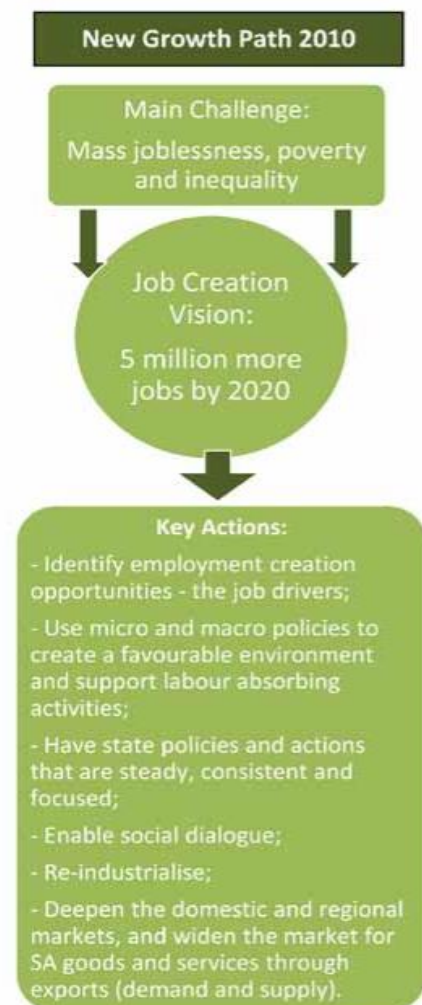 New Growth Path 2010
Main Challenge:
Mass joblessness, poverty
and inequality
Job Creation
Vision:
5 million more
jobs by 2020
Key Actions:
- Identify employment creation
opportunities - the job drivers;
- Use micro and macro policies to
create a favourable environment
and support labour absorbing
activities;
- Have state policies and actions
that are steady, consistent and
focused;
- Enable social dialogue;
- Re-industrialise;
- Deepen the domestic and regional
markets, and widen the market for
SA goods and services through
exports (demand and supply).